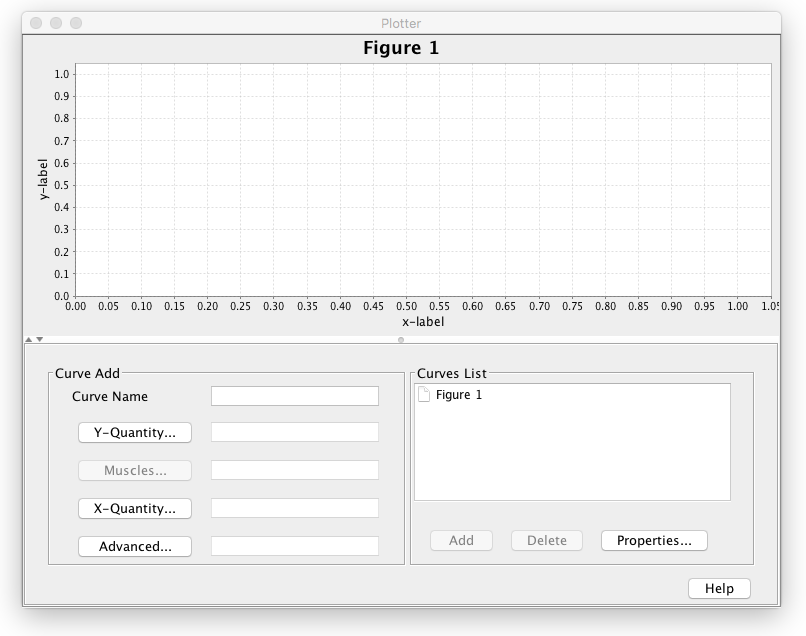 Plotter
Figure 1
1.0
0.9
0.8
0.7
0.6
0.5
0.4
0.3
0.2
0.1
0.0
y-label
0.00 0.05 0.10 0.15 0.20 0.25 0.30 0.35 0.40 0.45 0.50 0.55 0.60 0.65 0.70 0.75 0.80 0.85 0.90 0.95 1.00 1.05
x-label
Curve Add
Curve Name
Y-Quantity...
Muscles...
X-Quantity...
Advanced...
Curves List
Figure 1
Add Delete Properties...
Help